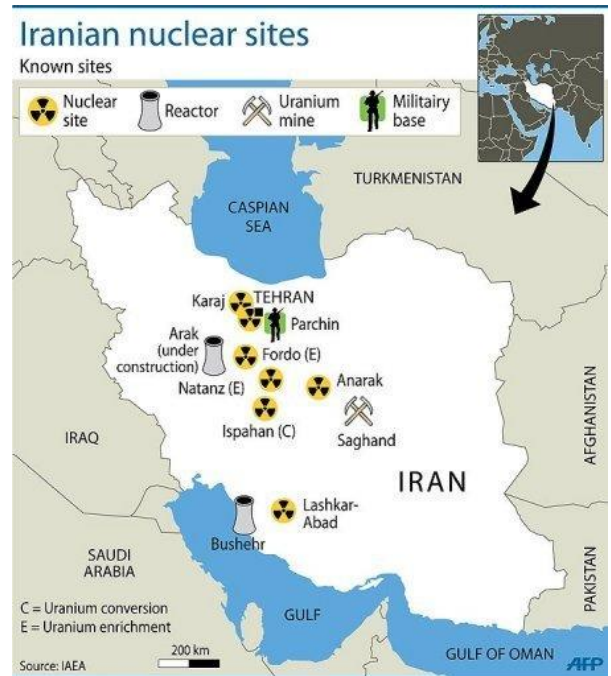 Iranian nuclear sites
Known sites
Nuclear
site
Reactor
Uranium
mine
Militairy
base
TURKMENISTAN
CASPIAN
SEA
Karaj
TEHRAN
Parchin
Arak
(under
construction)
Fordo (E)
Natanz (E)
Anarak
Ispahan (C)
Saghand
IRAQ
AFGHANISTAN
IRAN
Lashkar-
Abad
Bushehr
SAUDI
ARABIA
PAKISTAN
C = Uranium conversion
E = Uranium enrichment
GULF
200 km
GULF OF OMAN
Source: IAEA
AFP